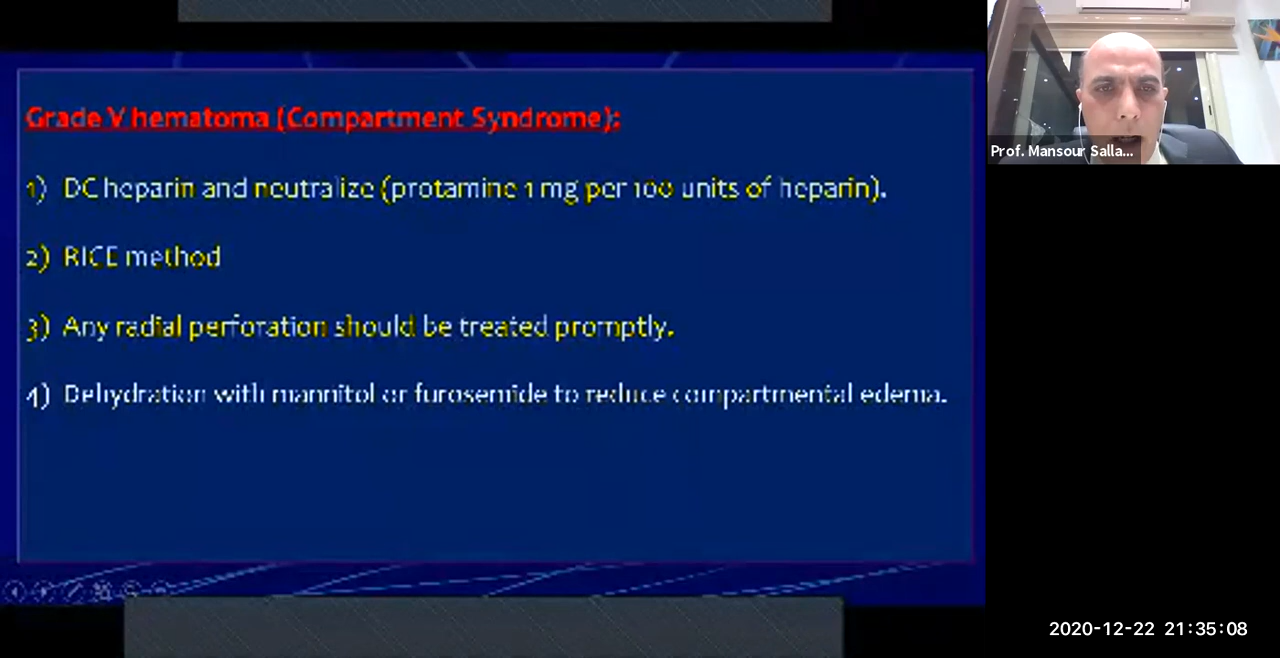 Grade V hematoma (Compartment Syndrome):
1) DC heparin and neutralize (protamine 1 mg per 100 units of heparin).
2) RICE method
3) Any radial perforation should be treated promptly.
4) Dehydration with mannitol or furosemide to reduce compartmental edema.
Prof. Mansour Salla...
2020-12-22 21:35:08